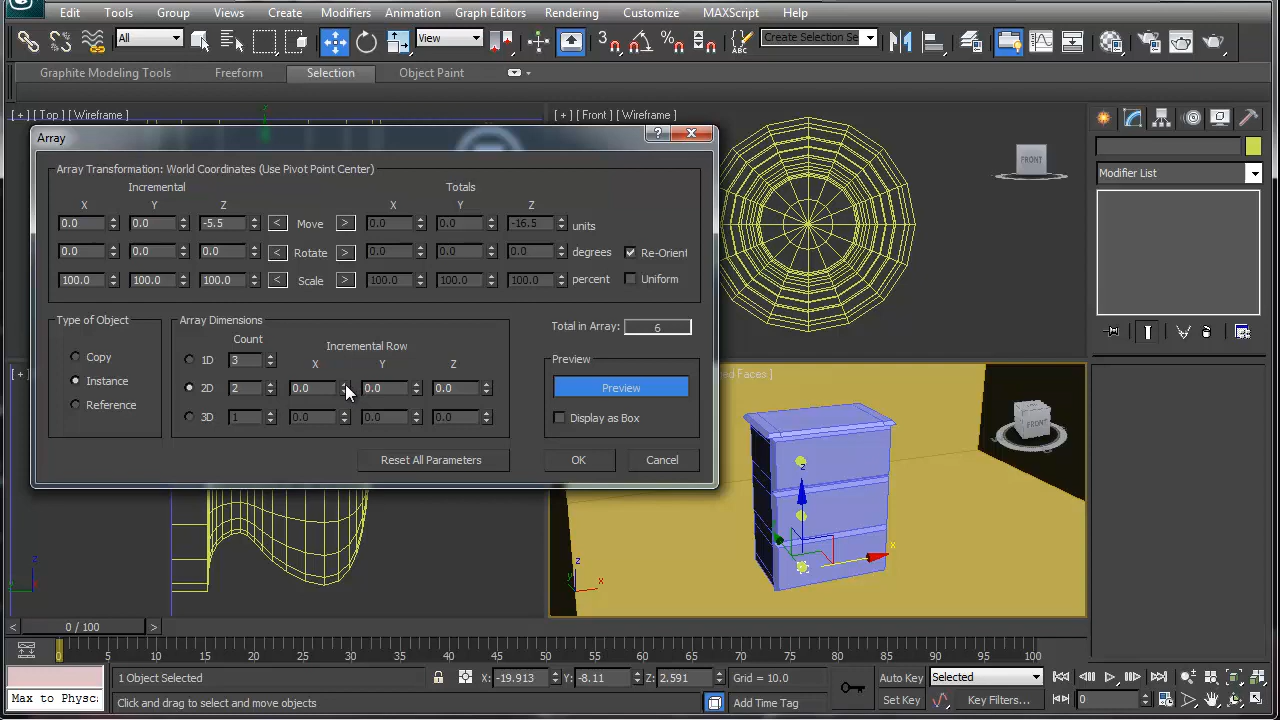 Edit Tools Group Views Create Modifiers Animation Graph Editors Rendering Customize MAXScript Help
All View 3 % ABC Create Selection Se
Graphite Modeling Tools Freeform Selection Object Paint
[ + ] [ Top ] [ Wireframe ] [ + ] [ Front ] [ Wireframe ]
Array ?
FRONT
Modifier List
Array Transformation: World Coordinates (Use Pivot Point Center)
Incremental Totals
X Y Z X Y Z
0.0 0.0 -5.5 < Move > 0.0 0.0 -16.5 units
0.0 0.0 0.0 < Rotate > 0.0 0.0 0.0 degrees Re-Orient
100.0 100.0 100.0 < Scale > 100.0 100.0 100.0 percent Uniform
Type of Object Array Dimensions Total in Array: 6
Count
Incremental Row
X Y Z
Copy 1D 3 Preview
Instance 2D 2 0.0 0.0 0.0 Preview
Reference 3D 1 0.0 0.0 0.0 Display as Box
Reset All Parameters OK Cancel
[ + ] ed Faces ]
FRONT
z
x
z
y x
z
x
< 0 / 100 >
0 5 10 15 20 25 30 35 40 45 50 55 60 65 70 75 80 85 90 95 100
1 Object Selected X: -19.913 Y: -8.11 Z: 2.591 Grid = 10.0 Auto Key Selected
Max to Physc Click and drag to select and move objects Add Time Tag Set Key Key Filters... 0